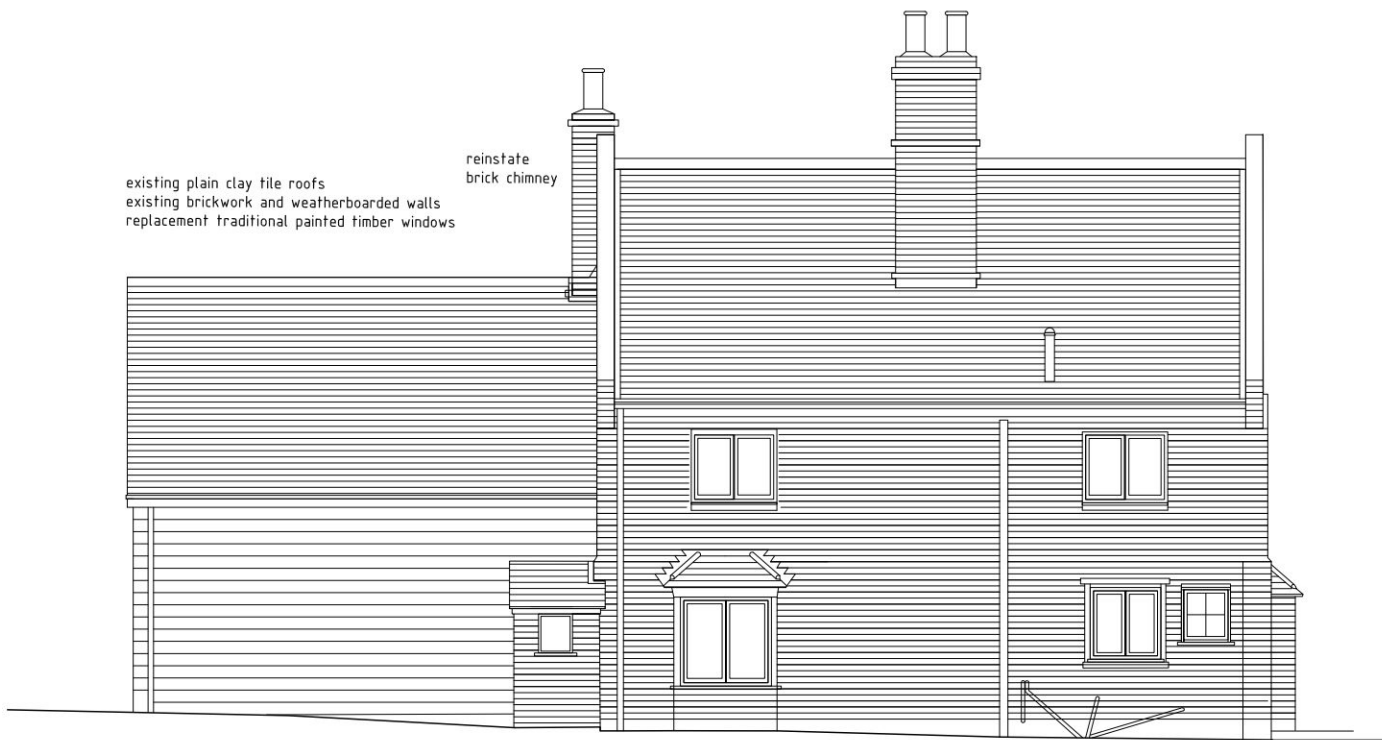 existing plain clay tile roofs
existing brickwork and weatherboarded walls
replacement traditional painted timber windows
reinstate
brick chimney